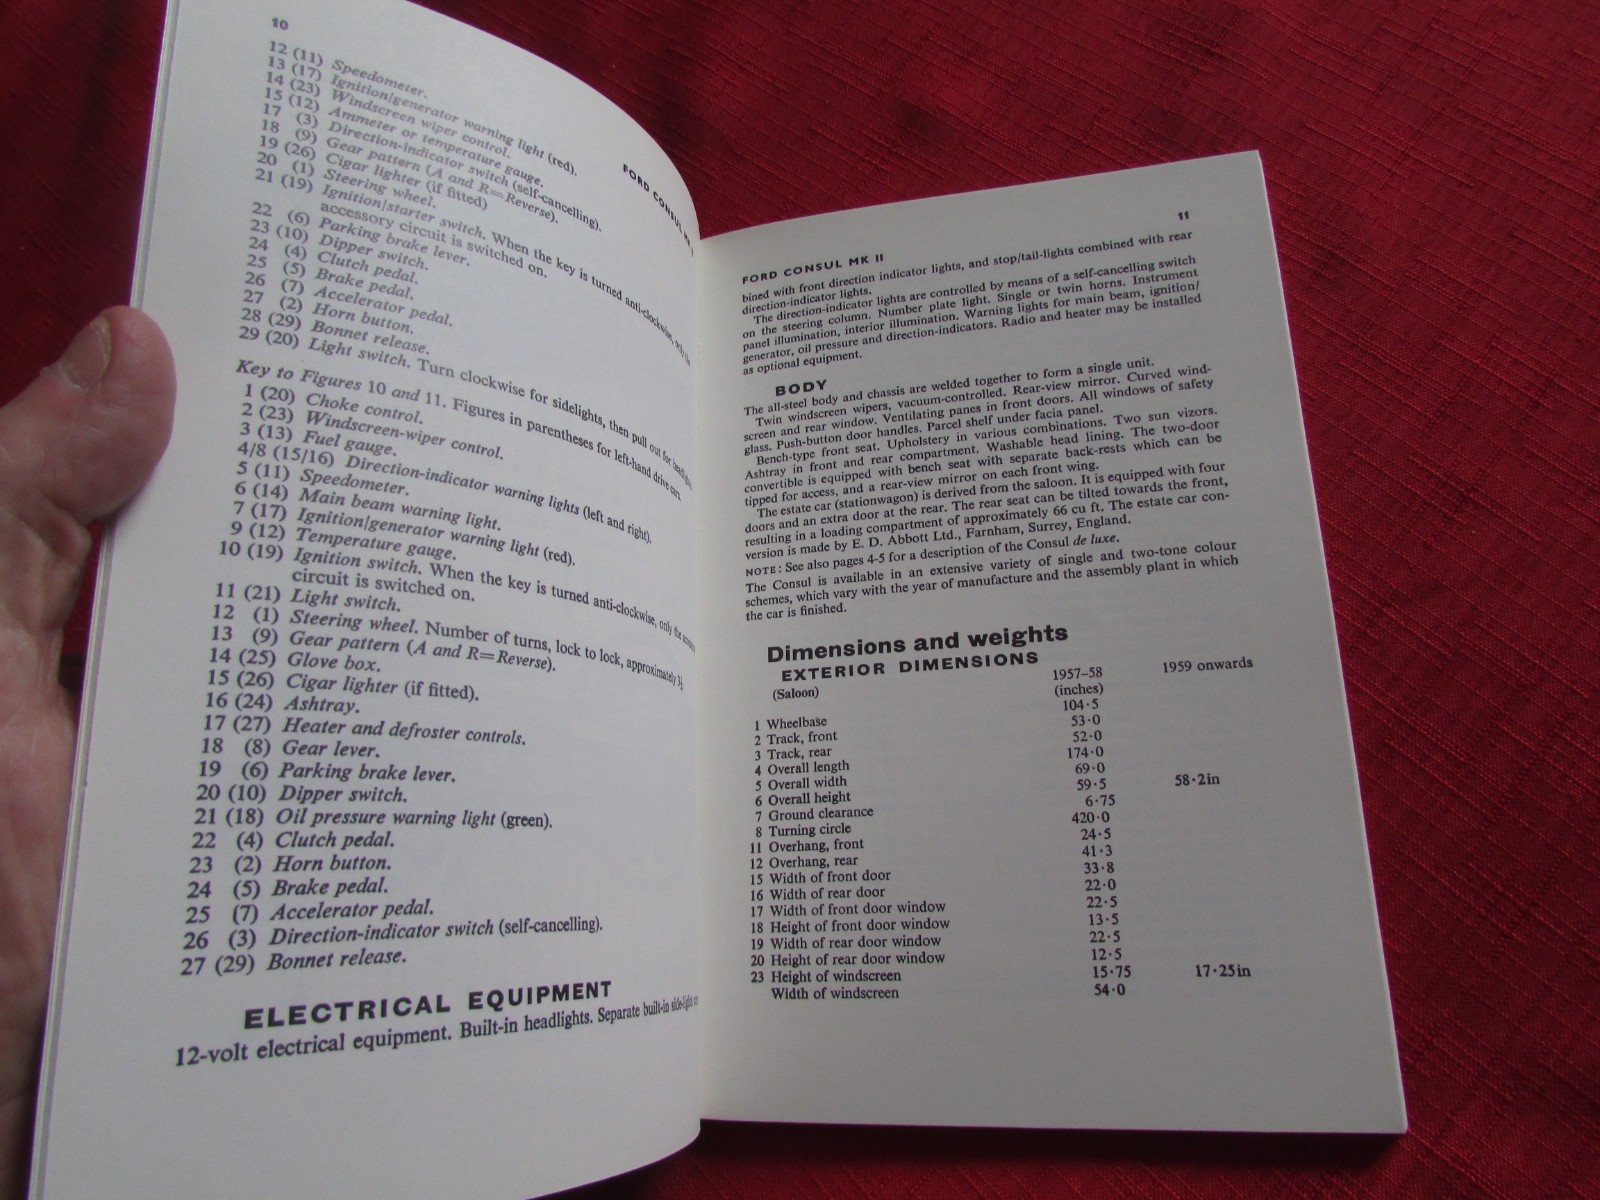 10
FORD CONSUL MK
12 (11) Speedometer.
13 (17) Ignition/generator warning light (red).
14 (23) Windscreen wiper control.
15 (12) Ammeter or temperature gauge.
17 (3) Direction-indicator switch (self-cancelling).
18 (9) Gear pattern (A and R=Reverse).
19 (26) Cigar lighter (if fitted)
20 (1) Steering wheel.
21 (19) Ignition/starter switch. When the key is turned anti-clockwise, only the
accessory circuit is switched on.
22 (6) Parking brake lever.
23 (10) Dipper switch.
24 (4) Clutch pedal.
25 (5) Brake pedal.
26 (7) Accelerator pedal.
27 (2) Horn button.
28 (29) Bonnet release.
29 (20) Light switch. Turn clockwise for sidelights, then pull out for headlights.
Key to Figures 10 and 11. Figures in parentheses for left-hand drive cars.
1 (20) Choke control.
2 (23) Windscreen-wiper control.
3 (13) Fuel gauge.
4/8 (15/16) Direction-indicator warning lights (left and right).
5 (11) Speedometer.
6 (14) Main beam warning light.
7 (17) Ignition/generator warning light (red).
9 (12) Temperature gauge.
10 (19) Ignition switch. When the key is turned anti-clockwise, only the
circuit is switched on.
11 (21) Light switch.
12 (1) Steering wheel. Number of turns, lock to lock, approximately 3½.
13 (9) Gear pattern (A and R=Reverse).
14 (25) Glove box.
15 (26) Cigar lighter (if fitted).
16 (24) Ashtray.
17 (27) Heater and defroster controls.
18 (8) Gear lever.
19 (6) Parking brake lever.
20 (10) Dipper switch.
21 (18) Oil pressure warning light (green).
22 (4) Clutch pedal.
23 (2) Horn button.
24 (5) Brake pedal.
25 (7) Accelerator pedal.
26 (3) Direction-indicator switch (self-cancelling).
27 (29) Bonnet release.
ELECTRICAL EQUIPMENT
12-volt electrical equipment. Built-in headlights. Separate built-in side-lights
11
FORD CONSUL MK II
bined with front direction indicator lights, and stop/tail-lights combined with rear
direction-indicator lights.
The direction-indicator lights are controlled by means of a self-cancelling switch
on the steering column. Number plate light. Single or twin horns. Instrument
panel illumination, interior illumination. Warning lights for main beam, ignition/
generator, oil pressure and direction-indicators. Radio and heater may be installed
as optional equipment.
BODY
The all-steel body and chassis are welded together to form a single unit.
Twin windscreen wipers, vacuum-controlled. Rear-view mirror. Curved wind-
screen and rear window. Ventilating panes in front doors. All windows of safety
glass. Push-button door handles. Parcel shelf under facia panel.
Bench-type front seat. Upholstery in various combinations. Two sun vizors.
Ashtray in front and rear compartment. Washable head lining. The two-door
convertible is equipped with bench seat with separate back-rests which can be
tipped for access, and a rear-view mirror on each front wing.
The estate car (stationwagon) is derived from the saloon. It is equipped with four
doors and an extra door at the rear. The rear seat can be tilted towards the front,
resulting in a loading compartment of approximately 66 cu ft. The estate car con-
version is made by E. D. Abbott Ltd., Farnham, Surrey, England.
NOTE: See also pages 4-5 for a description of the Consul de luxe.
The Consul is available in an extensive variety of single and two-tone colour
schemes, which vary with the year of manufacture and the assembly plant in which
the car is finished.
Dimensions and weights
EXTERIOR DIMENSIONS
(Saloon) 1957–58 1959 onwards
(inches)
1 Wheelbase 104·5
2 Track, front 53·0
3 Track, rear 52·0
4 Overall length 174·0
5 Overall width 69·0
6 Overall height 59·5 58·2in
7 Ground clearance 6·75
8 Turning circle 420·0
11 Overhang, front 24·5
12 Overhang, rear 41·3
15 Width of front door 33·8
16 Width of rear door 22·0
17 Width of front door window 22·5
18 Height of front door window 13·5
19 Width of rear door window 22·5
20 Height of rear door window 12·5
23 Height of windscreen 15·75 17·25in
Width of windscreen 54·0